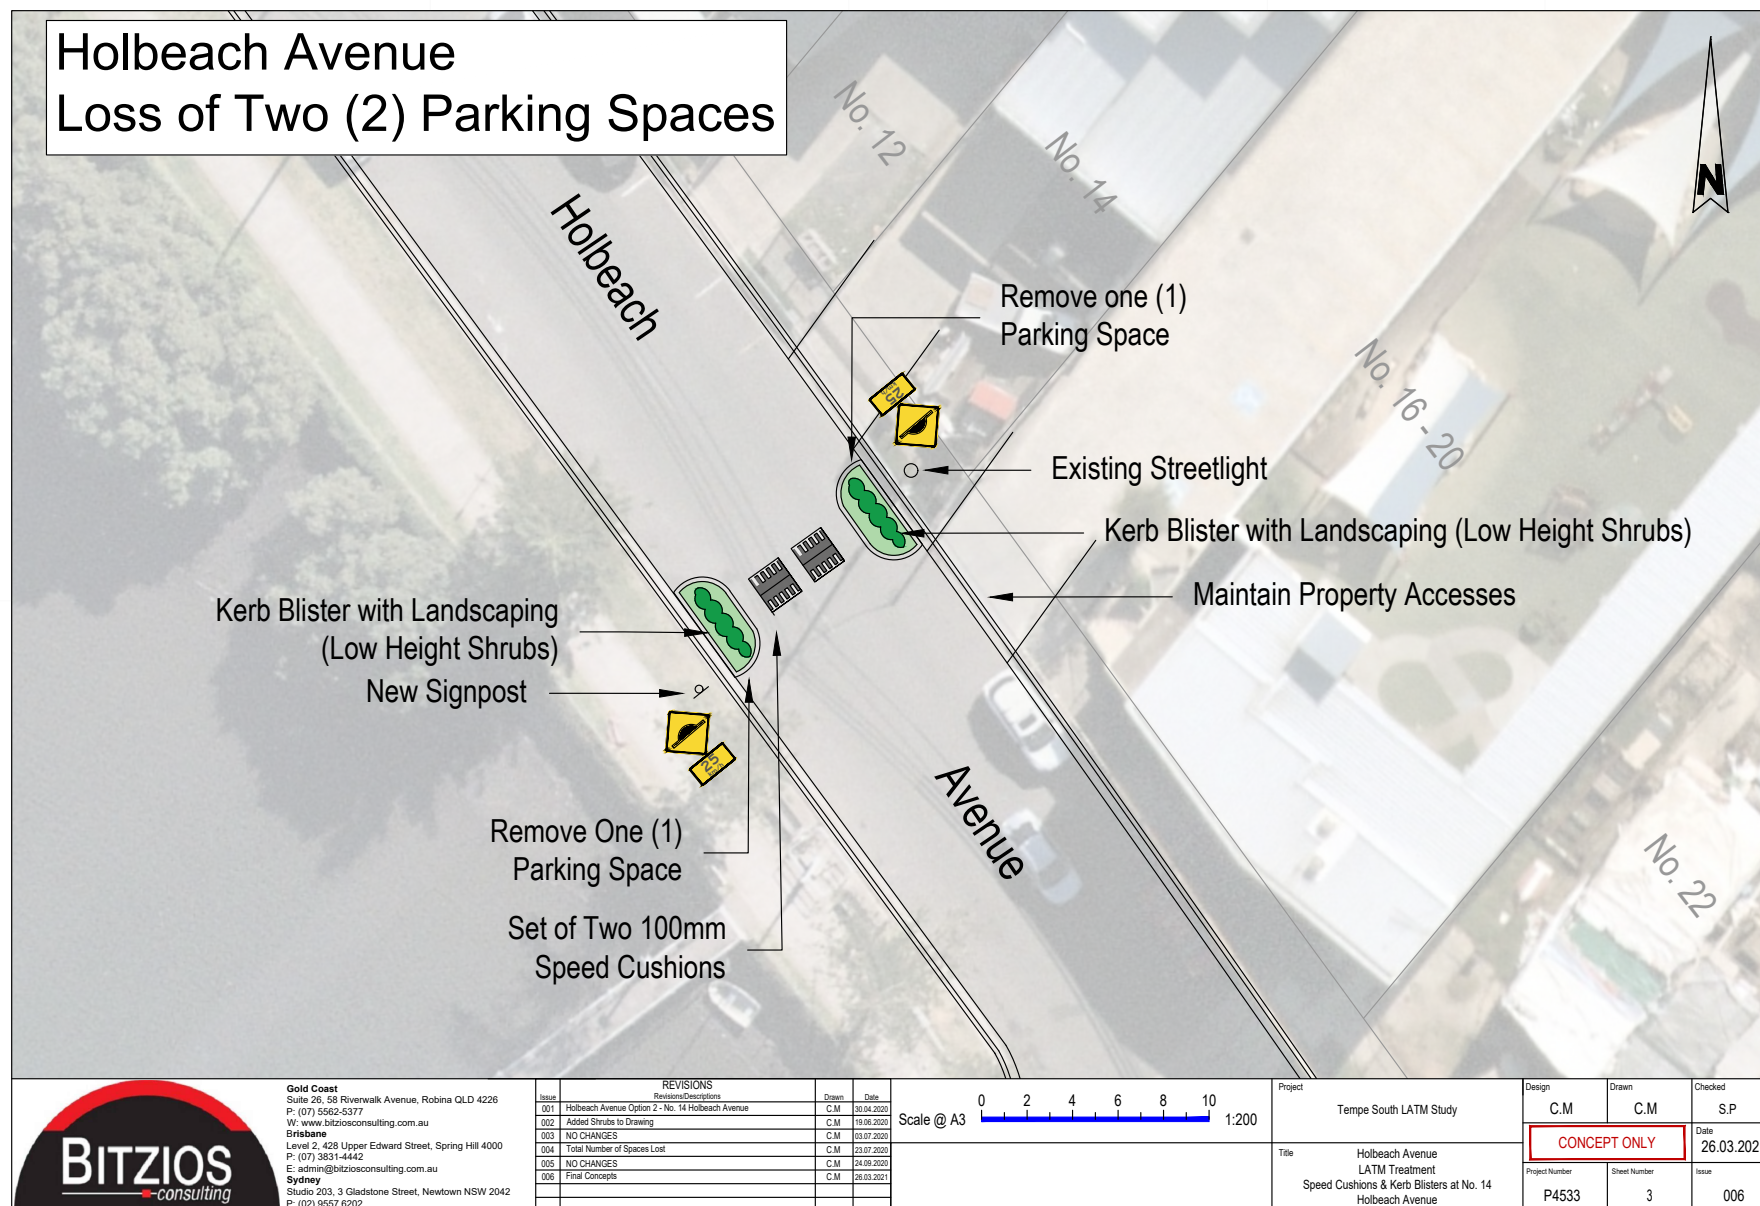 Holbeach Avenue
Loss of Two (2) Parking Spaces
No. 12
No. 14
N
Holbeach
Remove one (1)
Parking Space
25
No. 16 - 20
Existing Streetlight
Kerb Blister with Landscaping (Low Height Shrubs)
Maintain Property Accesses
Kerb Blister with Landscaping
(Low Height Shrubs)
New Signpost
25
Avenue
No. 22
Remove One (1)
Parking Space
Set of Two 100mm
Speed Cushions
BITZIOS
consulting
Gold Coast
Suite 26, 58 Riverwalk Avenue, Robina QLD 4226
P: (07) 5562-5377
W: www.bitziosconsulting.com.au
Brisbane
Level 2, 428 Upper Edward Street, Spring Hill 4000
P: (07) 3831-4442
E: admin@bitziosconsulting.com.au
Sydney
Studio 203, 3 Gladstone Street, Newtown NSW 2042
P: (02) 9557 6202
REVISIONS
Issue Revisions/Descriptions Drawn Date
001 Holbeach Avenue Option 2 - No. 14 Holbeach Avenue C.M 30.04.2020
002 Added Shrubs to Drawing C.M 19.06.2020
003 NO CHANGES C.M 03.07.2020
004 Total Number of Spaces Lost C.M 23.07.2020
005 NO CHANGES C.M 24.09.2020
006 Final Concepts C.M 26.03.2021
Scale @ A3 0 2 4 6 8 10 1:200
Project
Tempe South LATM Study
Title
Holbeach Avenue
LATM Treatment
Speed Cushions & Kerb Blisters at No. 14
Holbeach Avenue
Design Drawn Checked
C.M C.M S.P
CONCEPT ONLY
Date
26.03.202
Project Number Sheet Number Issue
P4533 3 006